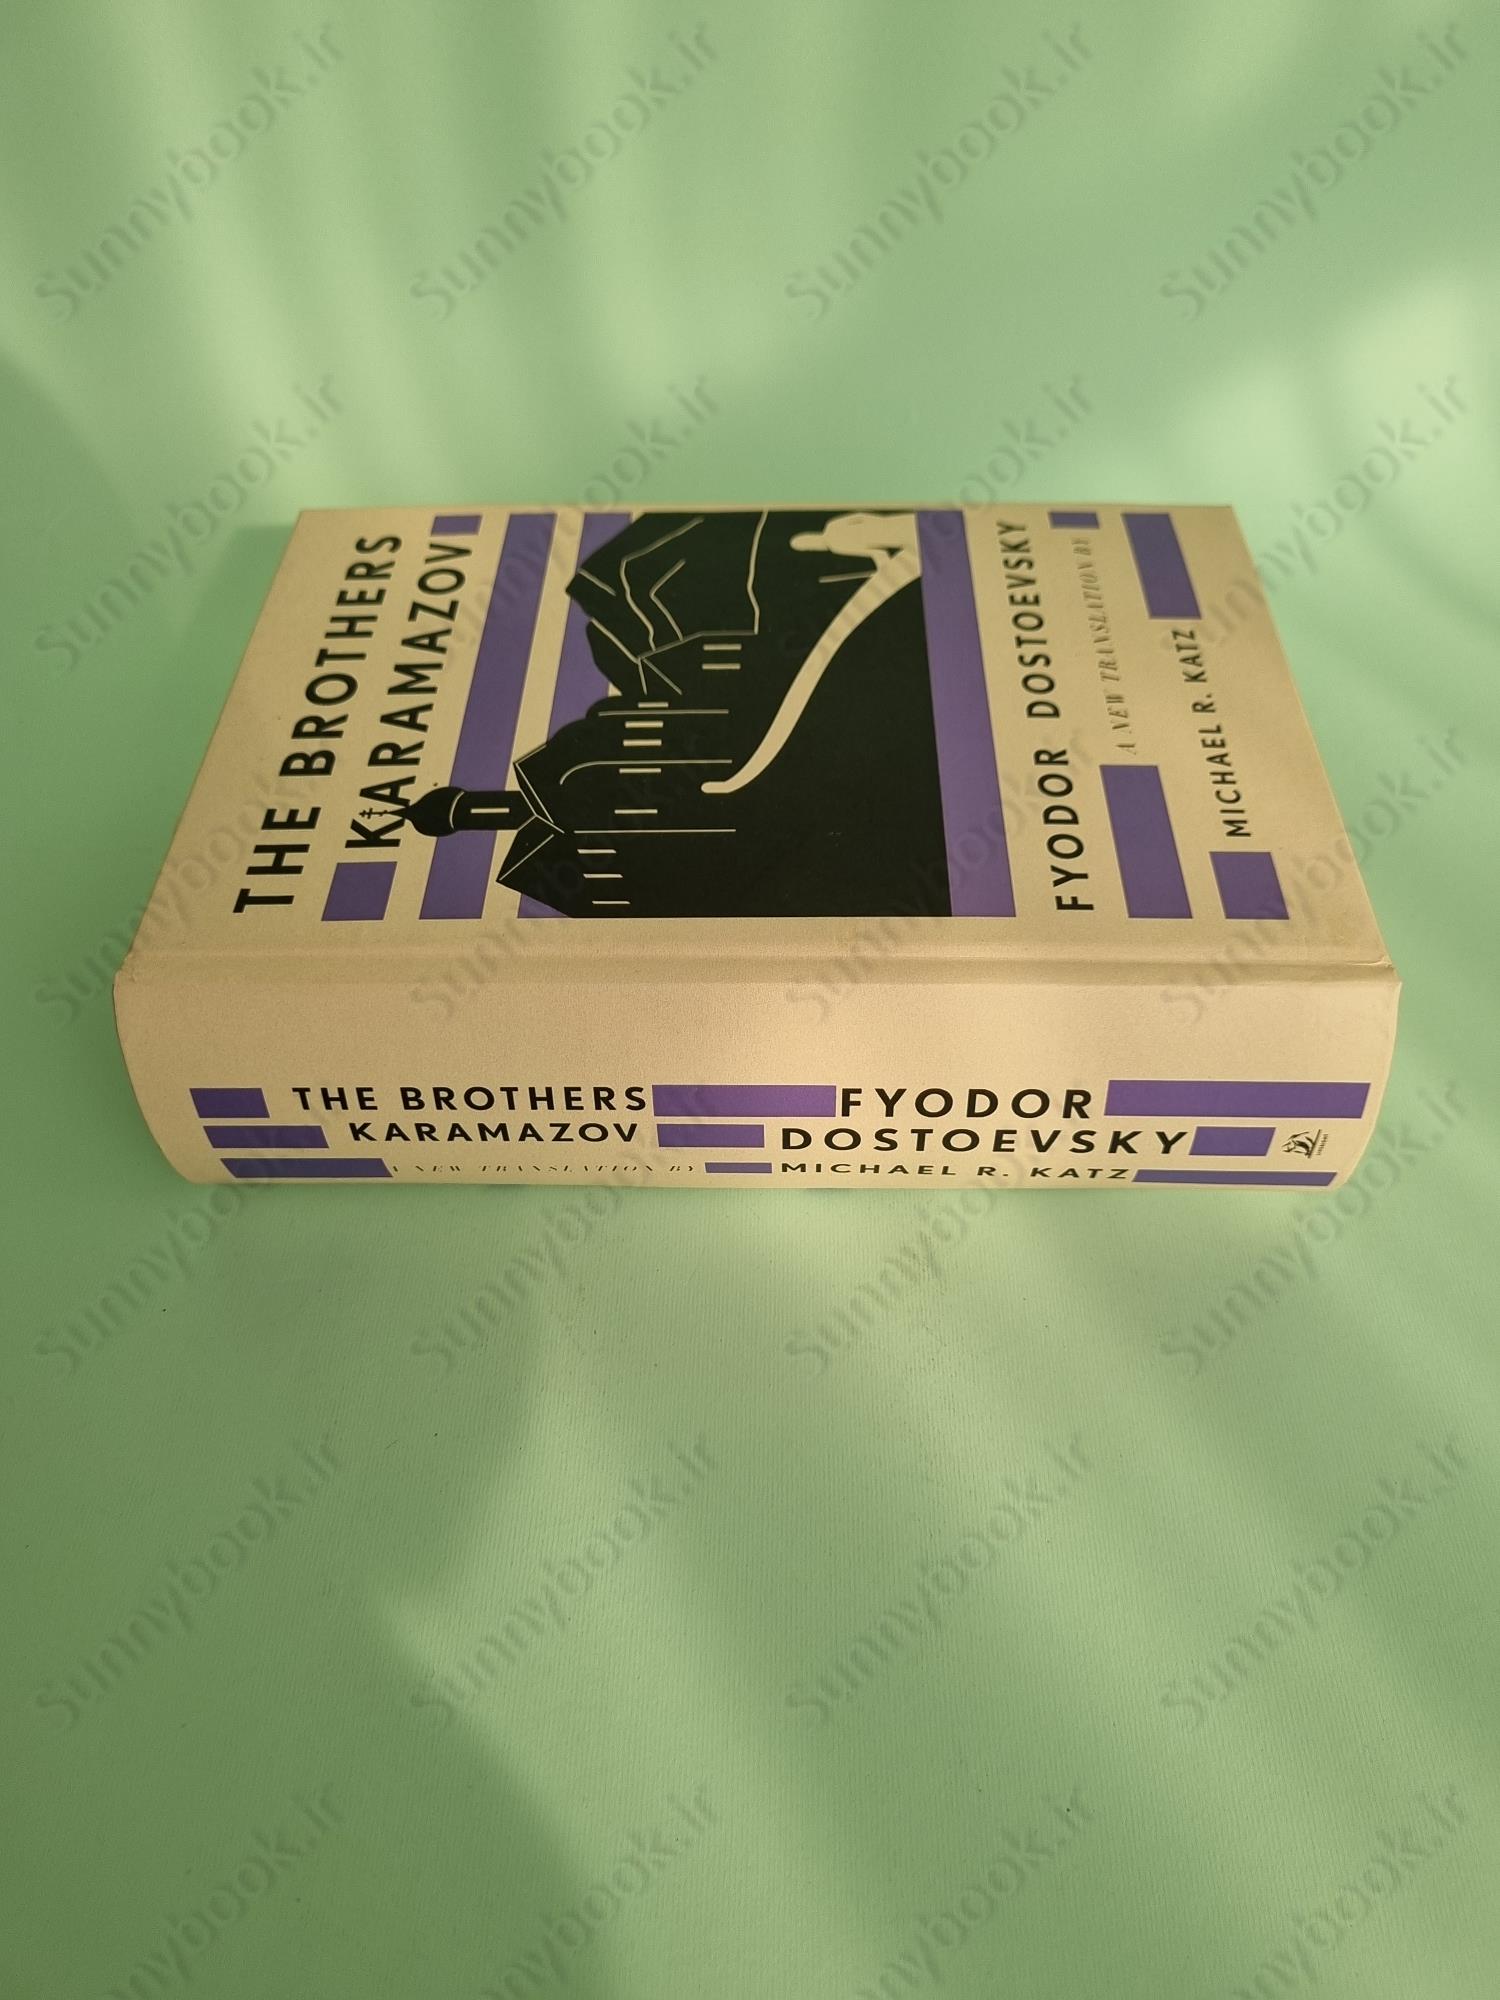 THE BROTHERS
KARAMAZOV
FYODOR DOSTOEVSKY
A NEW TRANSLATION BY
MICHAEL R. KATZ
THE BROTHERS FYODOR
KARAMAZOV DOSTOEVSKY
A NEW TRANSLATION BY MICHAEL R. KATZ
Sunnybook.ir